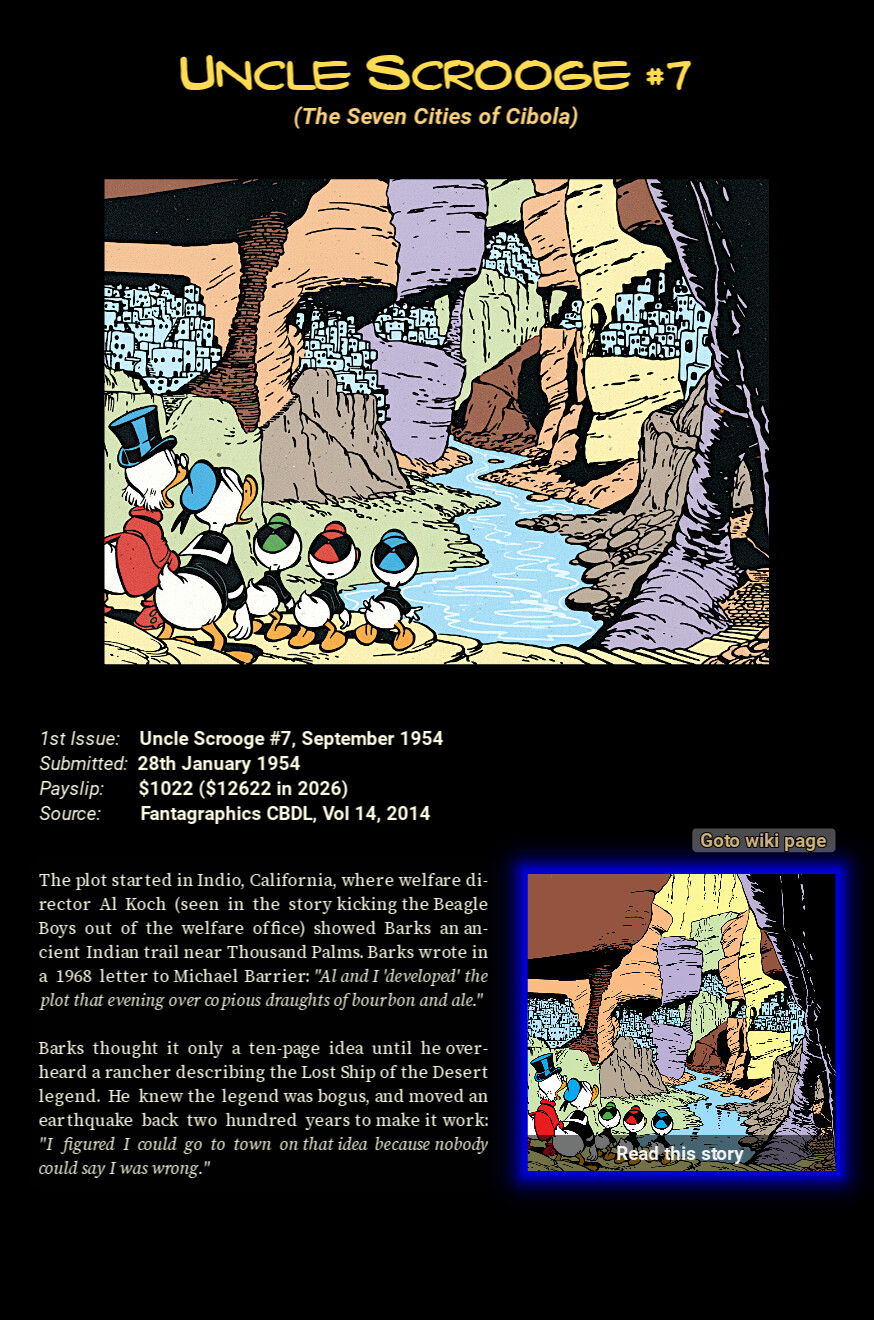 UNCLE SCROOGE #7
(The Seven Cities of Cibola)
1st Issue: Uncle Scrooge #7, September 1954
Submitted: 28th January 1954
Payslip: $1022 ($12622 in 2026)
Source: Fantagraphics CBDL, Vol 14, 2014
Goto wiki page
The plot started in Indio, California, where welfare di-
rector Al Koch (seen in the story kicking the Beagle
Boys out of the welfare office) showed Barks an an-
cient Indian trail near Thousand Palms. Barks wrote in
a 1968 letter to Michael Barrier: "Al and I 'developed' the
plot that evening over copious draughts of bourbon and ale."
Barks thought it only a ten-page idea until he over-
heard a rancher describing the Lost Ship of the Desert
legend. He knew the legend was bogus, and moved an
earthquake back two hundred years to make it work:
"I figured I could go to town on that idea because nobody
could say I was wrong."
Read this story